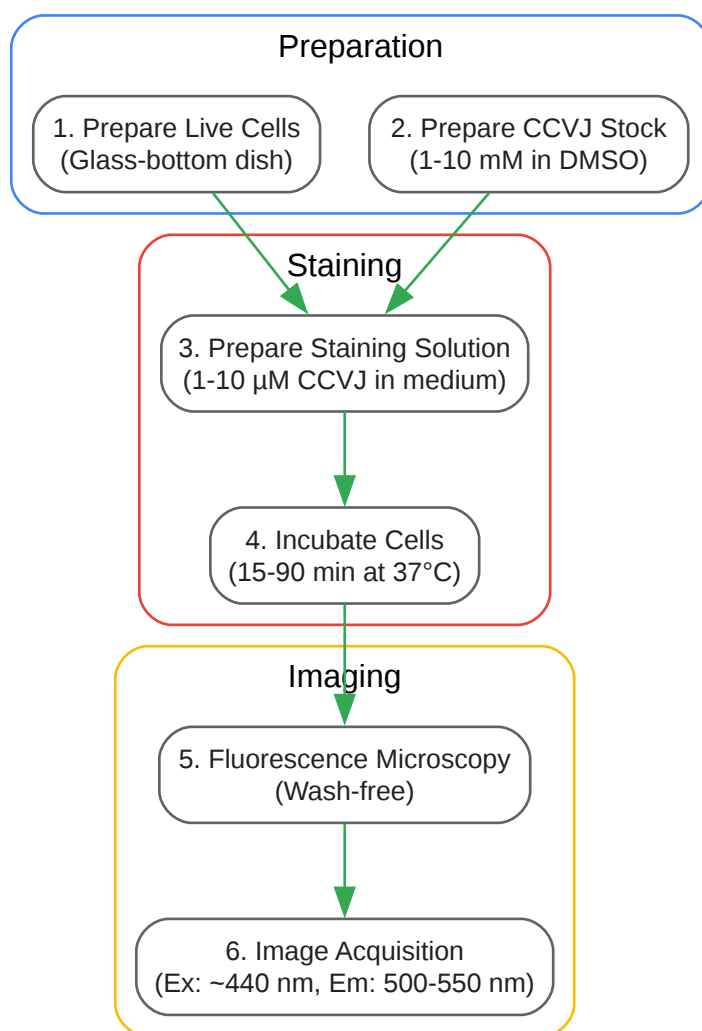 Preparation
1. Prepare Live Cells
(Glass-bottom dish)
2. Prepare CCVJ Stock
(1-10 mM in DMSO)
Staining
3. Prepare Staining Solution
(1-10 µM CCVJ in medium)
4. Incubate Cells
(15-90 min at 37°C)
Imaging
5. Fluorescence Microscopy
(Wash-free)
6. Image Acquisition
(Ex: ~440 nm, Em: 500-550 nm)